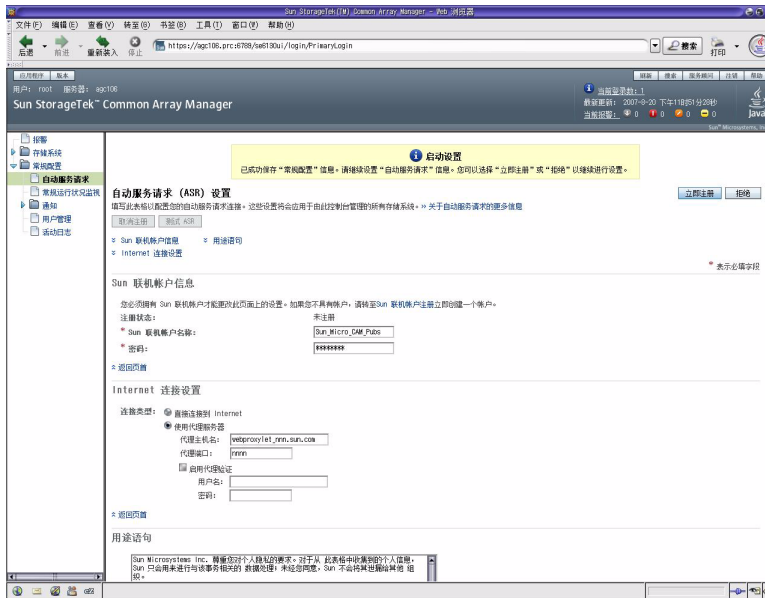 Sun StorageTek(TM) Common Array Manager - Web 浏览器
文件(F) 编辑(E) 查看(V) 转至(G) 书签(B) 工具(T) 窗口(W) 帮助(H)
后退 前进 重新装入 停止 https://agc106.prc:6789/se6130ui/login/PrimaryLogin 搜索 打印
应用程序 版本 刷新 搜索 服务顾问 注销 帮助
用户: root 服务器: agc106
当前登录数: 1
Sun StorageTek™ Common Array Manager
最近更新: 2007-9-20 下午11时51分28秒
当前报警: 0 0 0 0
Java
Sun™ Microsystems, In
报警
存储系统
常规配置
自动服务请求
常规运行状况监视
通知
用户管理
活动日志
启动设置
已成功保存“常规配置”信息。请继续设置“自动服务请求”信息。您可以选择“立即注册”或“拒绝”以继续进行设置。
自动服务请求 (ASR) 设置
立即注册 拒绝
填写此表格以配置您的自动服务请求连接。这些设置将会应用于由此控制台管理的所有存储系统。 » 关于自动服务请求的更多信息
取消注册 测试 ASR
Sun 联机帐户信息 用途语句
Internet 连接设置
* 表示必填字段
Sun 联机帐户信息
您必须拥有 Sun 联机帐户才能更改此页面上的设置。如果您不具有帐户，请转至Sun 联机帐户注册立即创建一个帐户。
注册状态: 未注册
* Sun 联机帐户名称: Sun_Micro_CAM_Pubs
* 密码: ********
返回页首
Internet 连接设置
连接类型: 直接连接到 Internet
使用代理服务器
代理主机名: webproxylet_nnn.sun.com
代理端口: nnnn
启用代理验证
用户名:
密码:
返回页首
用途语句
Sun Microsystems Inc. 尊重您对个人隐私的要求。对于从 此表格中收集到的个人信息，
Sun 只会用来进行与该事务相关的 数据处理; 未经您同意，Sun 不会将其泄漏给其他 组
织。